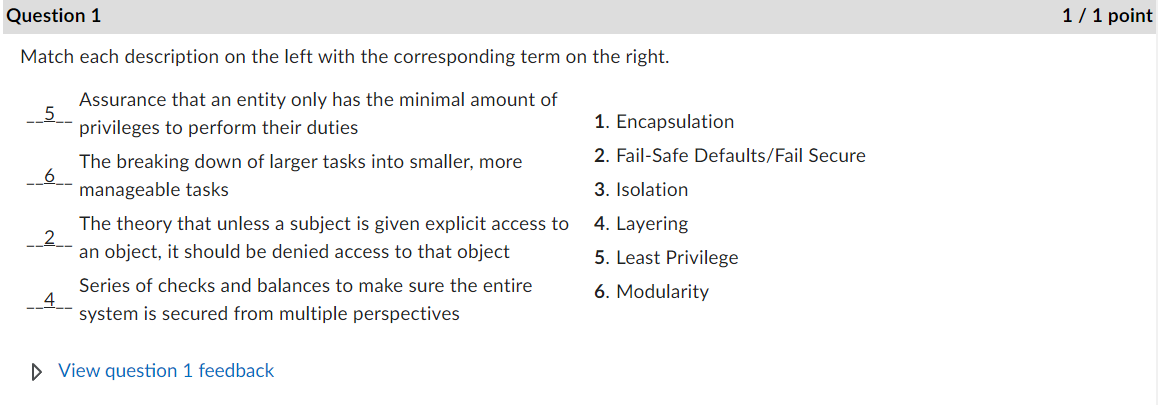 Question 1 1 / 1 point
Match each description on the left with the corresponding term on the right.
__5__ Assurance that an entity only has the minimal amount of
privileges to perform their duties
__6__ The breaking down of larger tasks into smaller, more
manageable tasks
__2__ The theory that unless a subject is given explicit access to
an object, it should be denied access to that object
__4__ Series of checks and balances to make sure the entire
system is secured from multiple perspectives
1. Encapsulation
2. Fail-Safe Defaults/Fail Secure
3. Isolation
4. Layering
5. Least Privilege
6. Modularity
View question 1 feedback